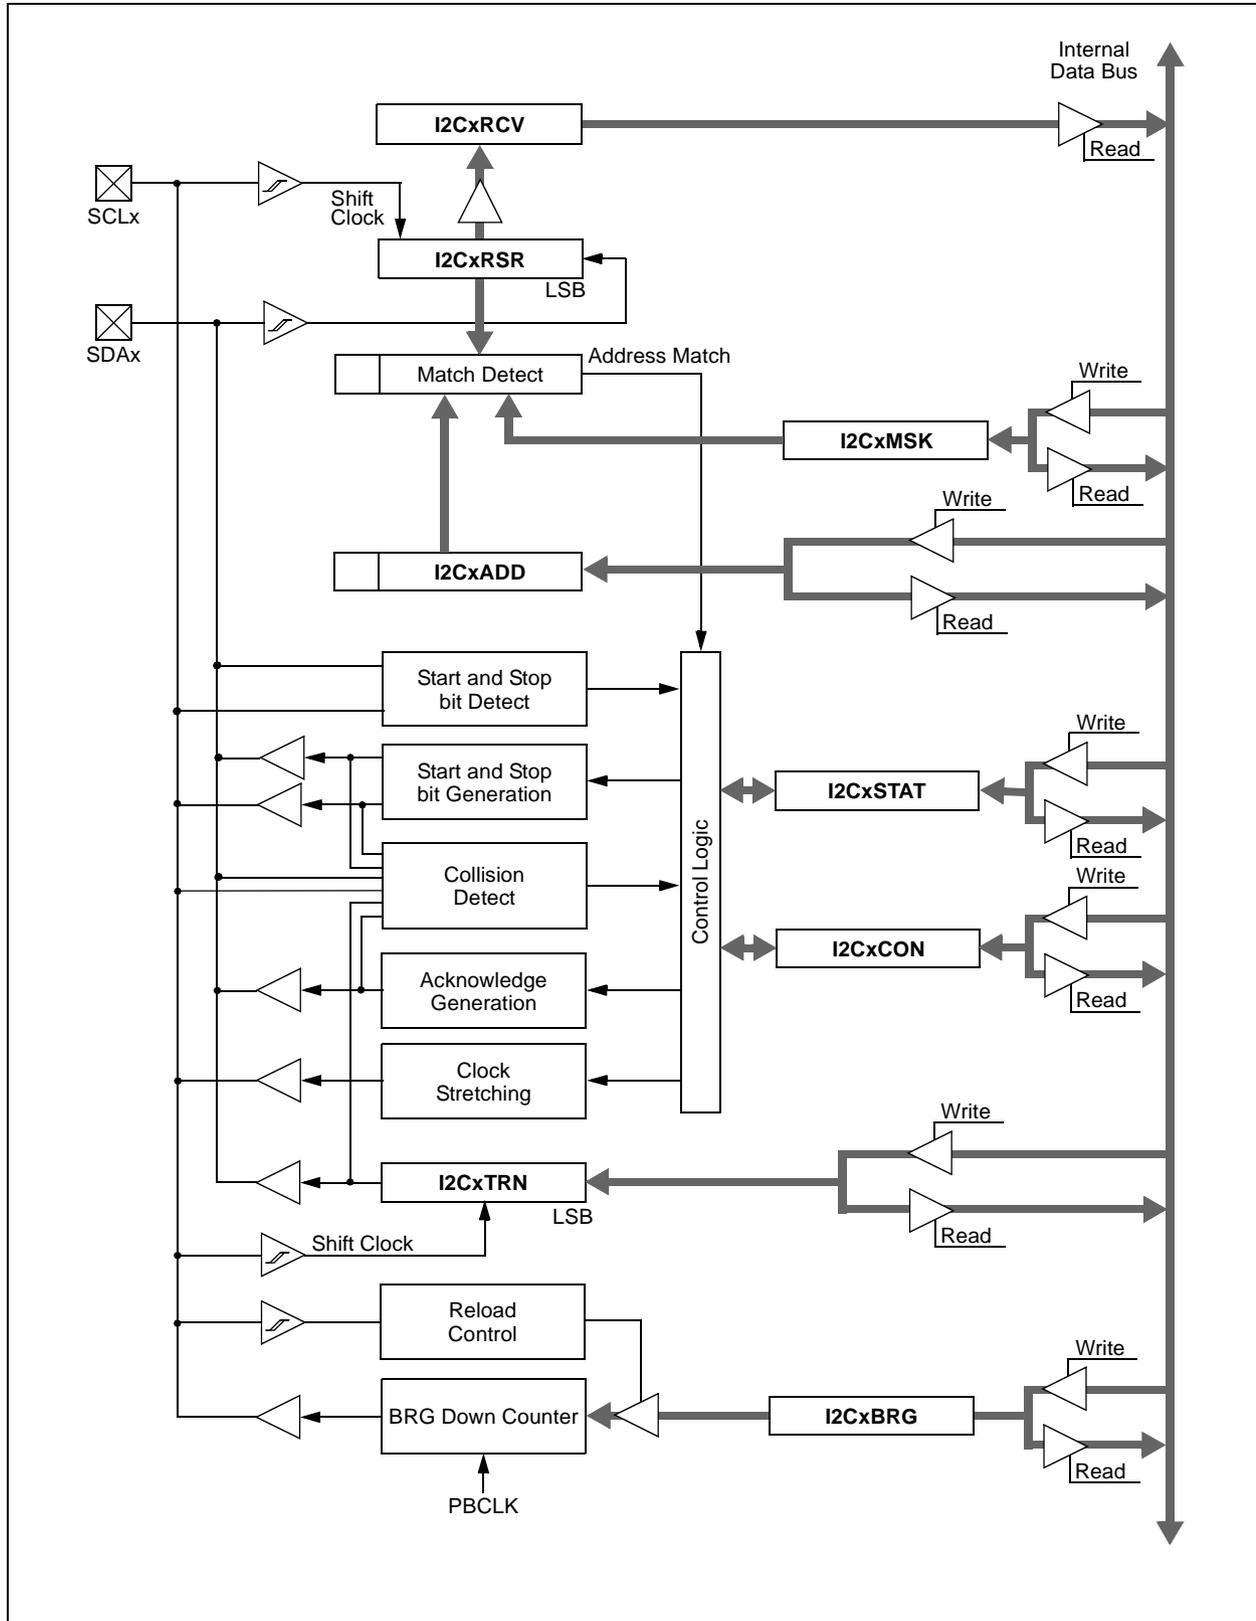 Internal
Data Bus
I2CxRCV
Read
SCLx
Shift
Clock
I2CxRSR
LSB
SDAx
Address Match
Match Detect
Write
I2CxMSK
Read
Write
I2CxADD
Read
Start and Stop
bit Detect
Write
Start and Stop
bit Generation
I2CxSTAT
Read
Control Logic
Collision
Detect
Write
I2CxCON
Read
Acknowledge
Generation
Clock
Stretching
Write
I2CxTRN
LSB
Read
Shift Clock
Reload
Control
Write
BRG Down Counter
I2CxBRG
Read
PBCLK